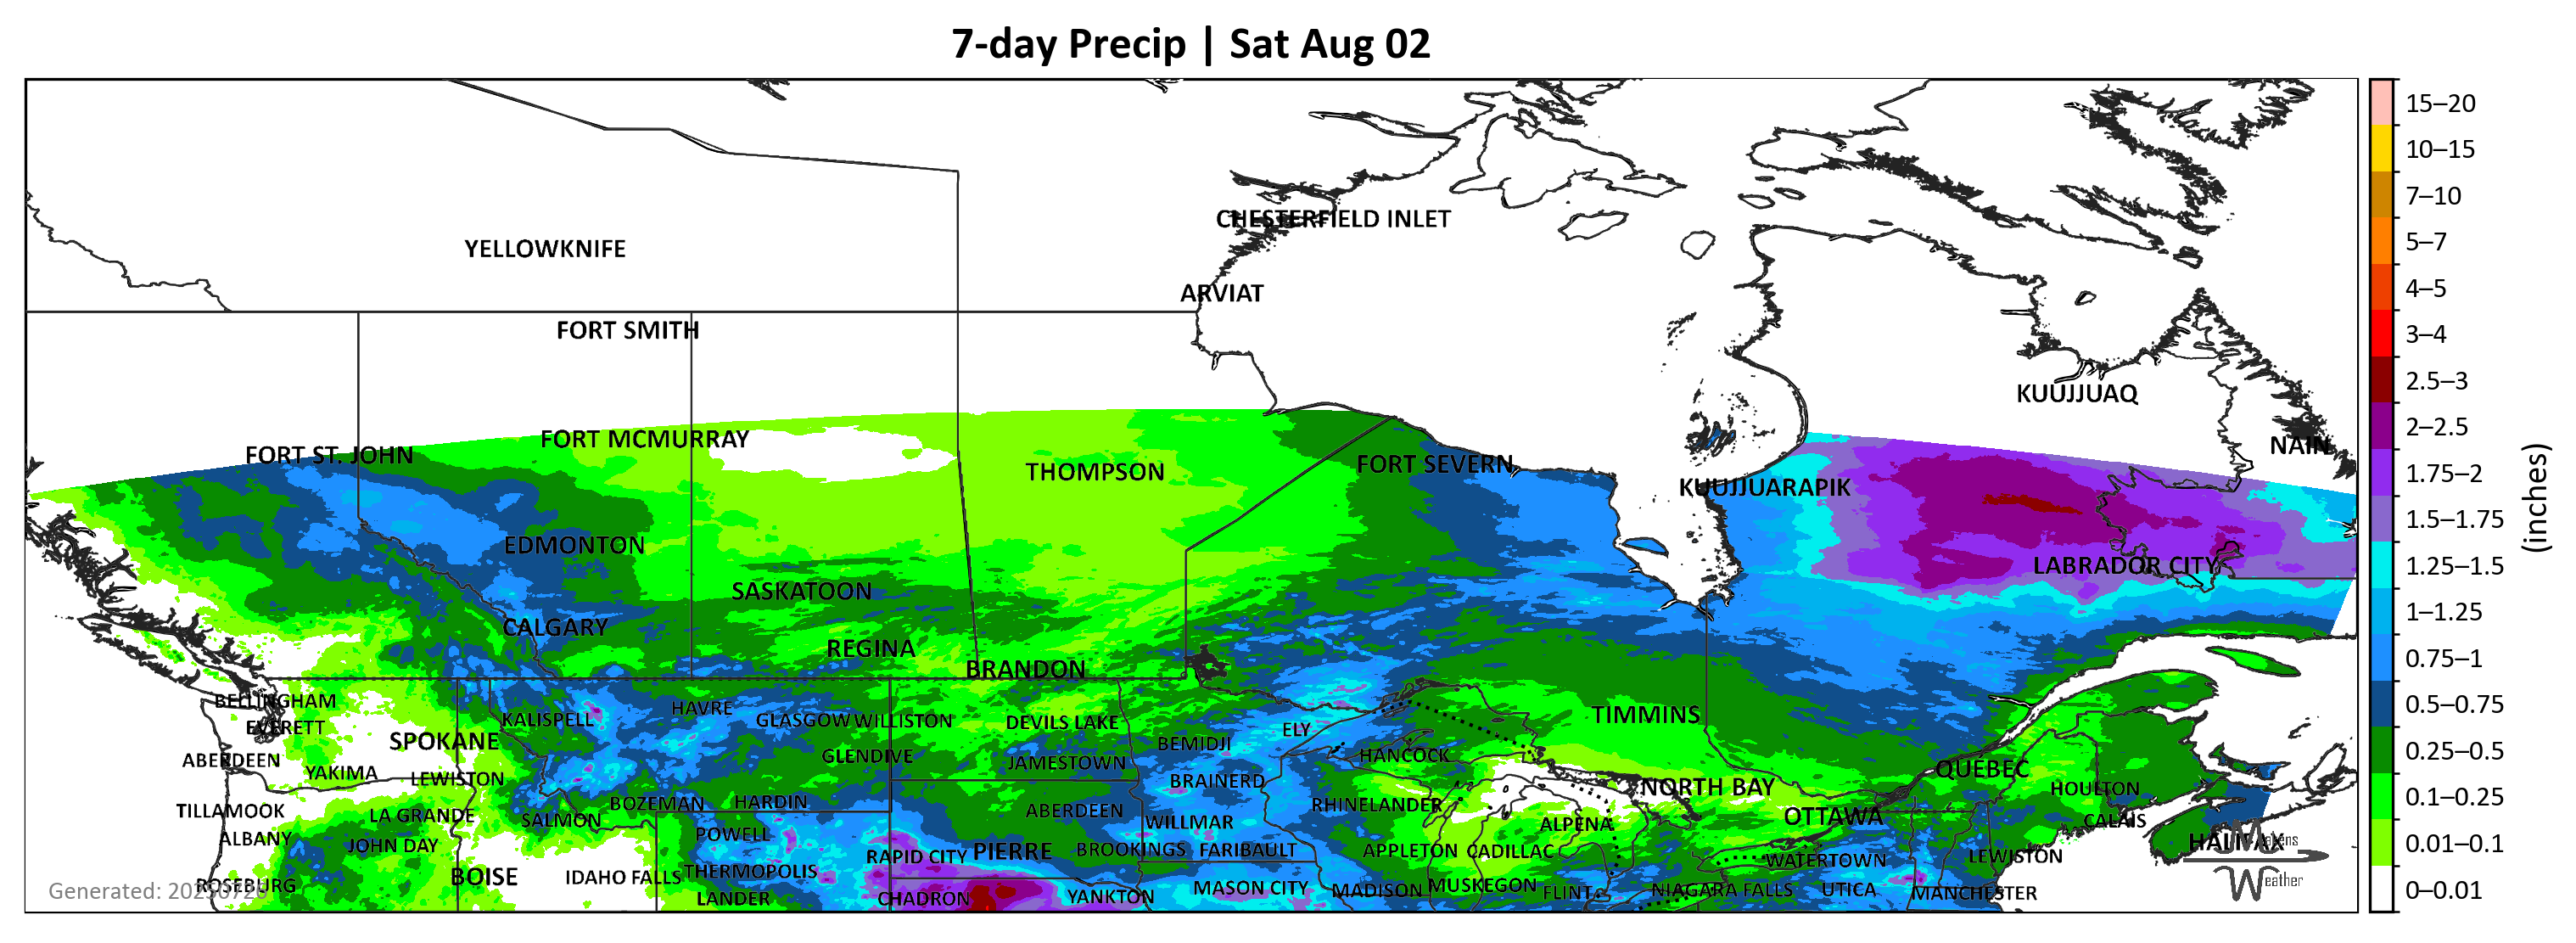 7-day Precip | Sat Aug 02
CHESTERFIELD INLET
YELLOWKNIFE
ARVIAT
FORT SMITH
KUUJJUAQ
FORT MCMURRAY
NAIN
FORT ST. JOHN
THOMPSON
FORT SEVERN
KUUJJUARAPIK
EDMONTON
LABRADOR CITY
SASKATOON
CALGARY
REGINA
BRANDON
BELLINGHAM
KALISPELL
HAVRE
GLASGOW
WILLISTON
DEVILS LAKE
TIMMINS
EVERETT
ELY
SPOKANE
BEMIDJI
ABERDEEN
GLENDIVE
JAMESTOWN
HANCOCK
QUEBEC
YAKIMA
LEWISTON
BRAINERD
NORTH BAY
HOULTON
TILLAMOOK
LA GRANDE
BOZEMAN
HARDIN
ABERDEEN
RHINELANDER
OTTAWA
SALMON
WILLMAR
ALPENA
CALAIS
ALBANY
JOHN DAY
POWELL
HALIFAX
RAPID CITY
PIERRE
BROOKINGS
FARIBAULT
APPLETON
CADILLAC
WATERTOWN
LEWISTON
BOISE
IDAHO FALLS
THERMOPOLIS
ROSEBURG
MASON CITY
MADISON
MUSKEGON
FLINT
NIAGARA FALLS
UTICA
MANCHESTER
LANDER
CHADRON
YANKTON
Generated: 20250726
Weather
15–20
10–15
7–10
5–7
4–5
3–4
2.5–3
2–2.5
1.75–2
1.5–1.75
1.25–1.5
1–1.25
0.75–1
0.5–0.75
0.25–0.5
0.1–0.25
0.01–0.1
0–0.01
(inches)